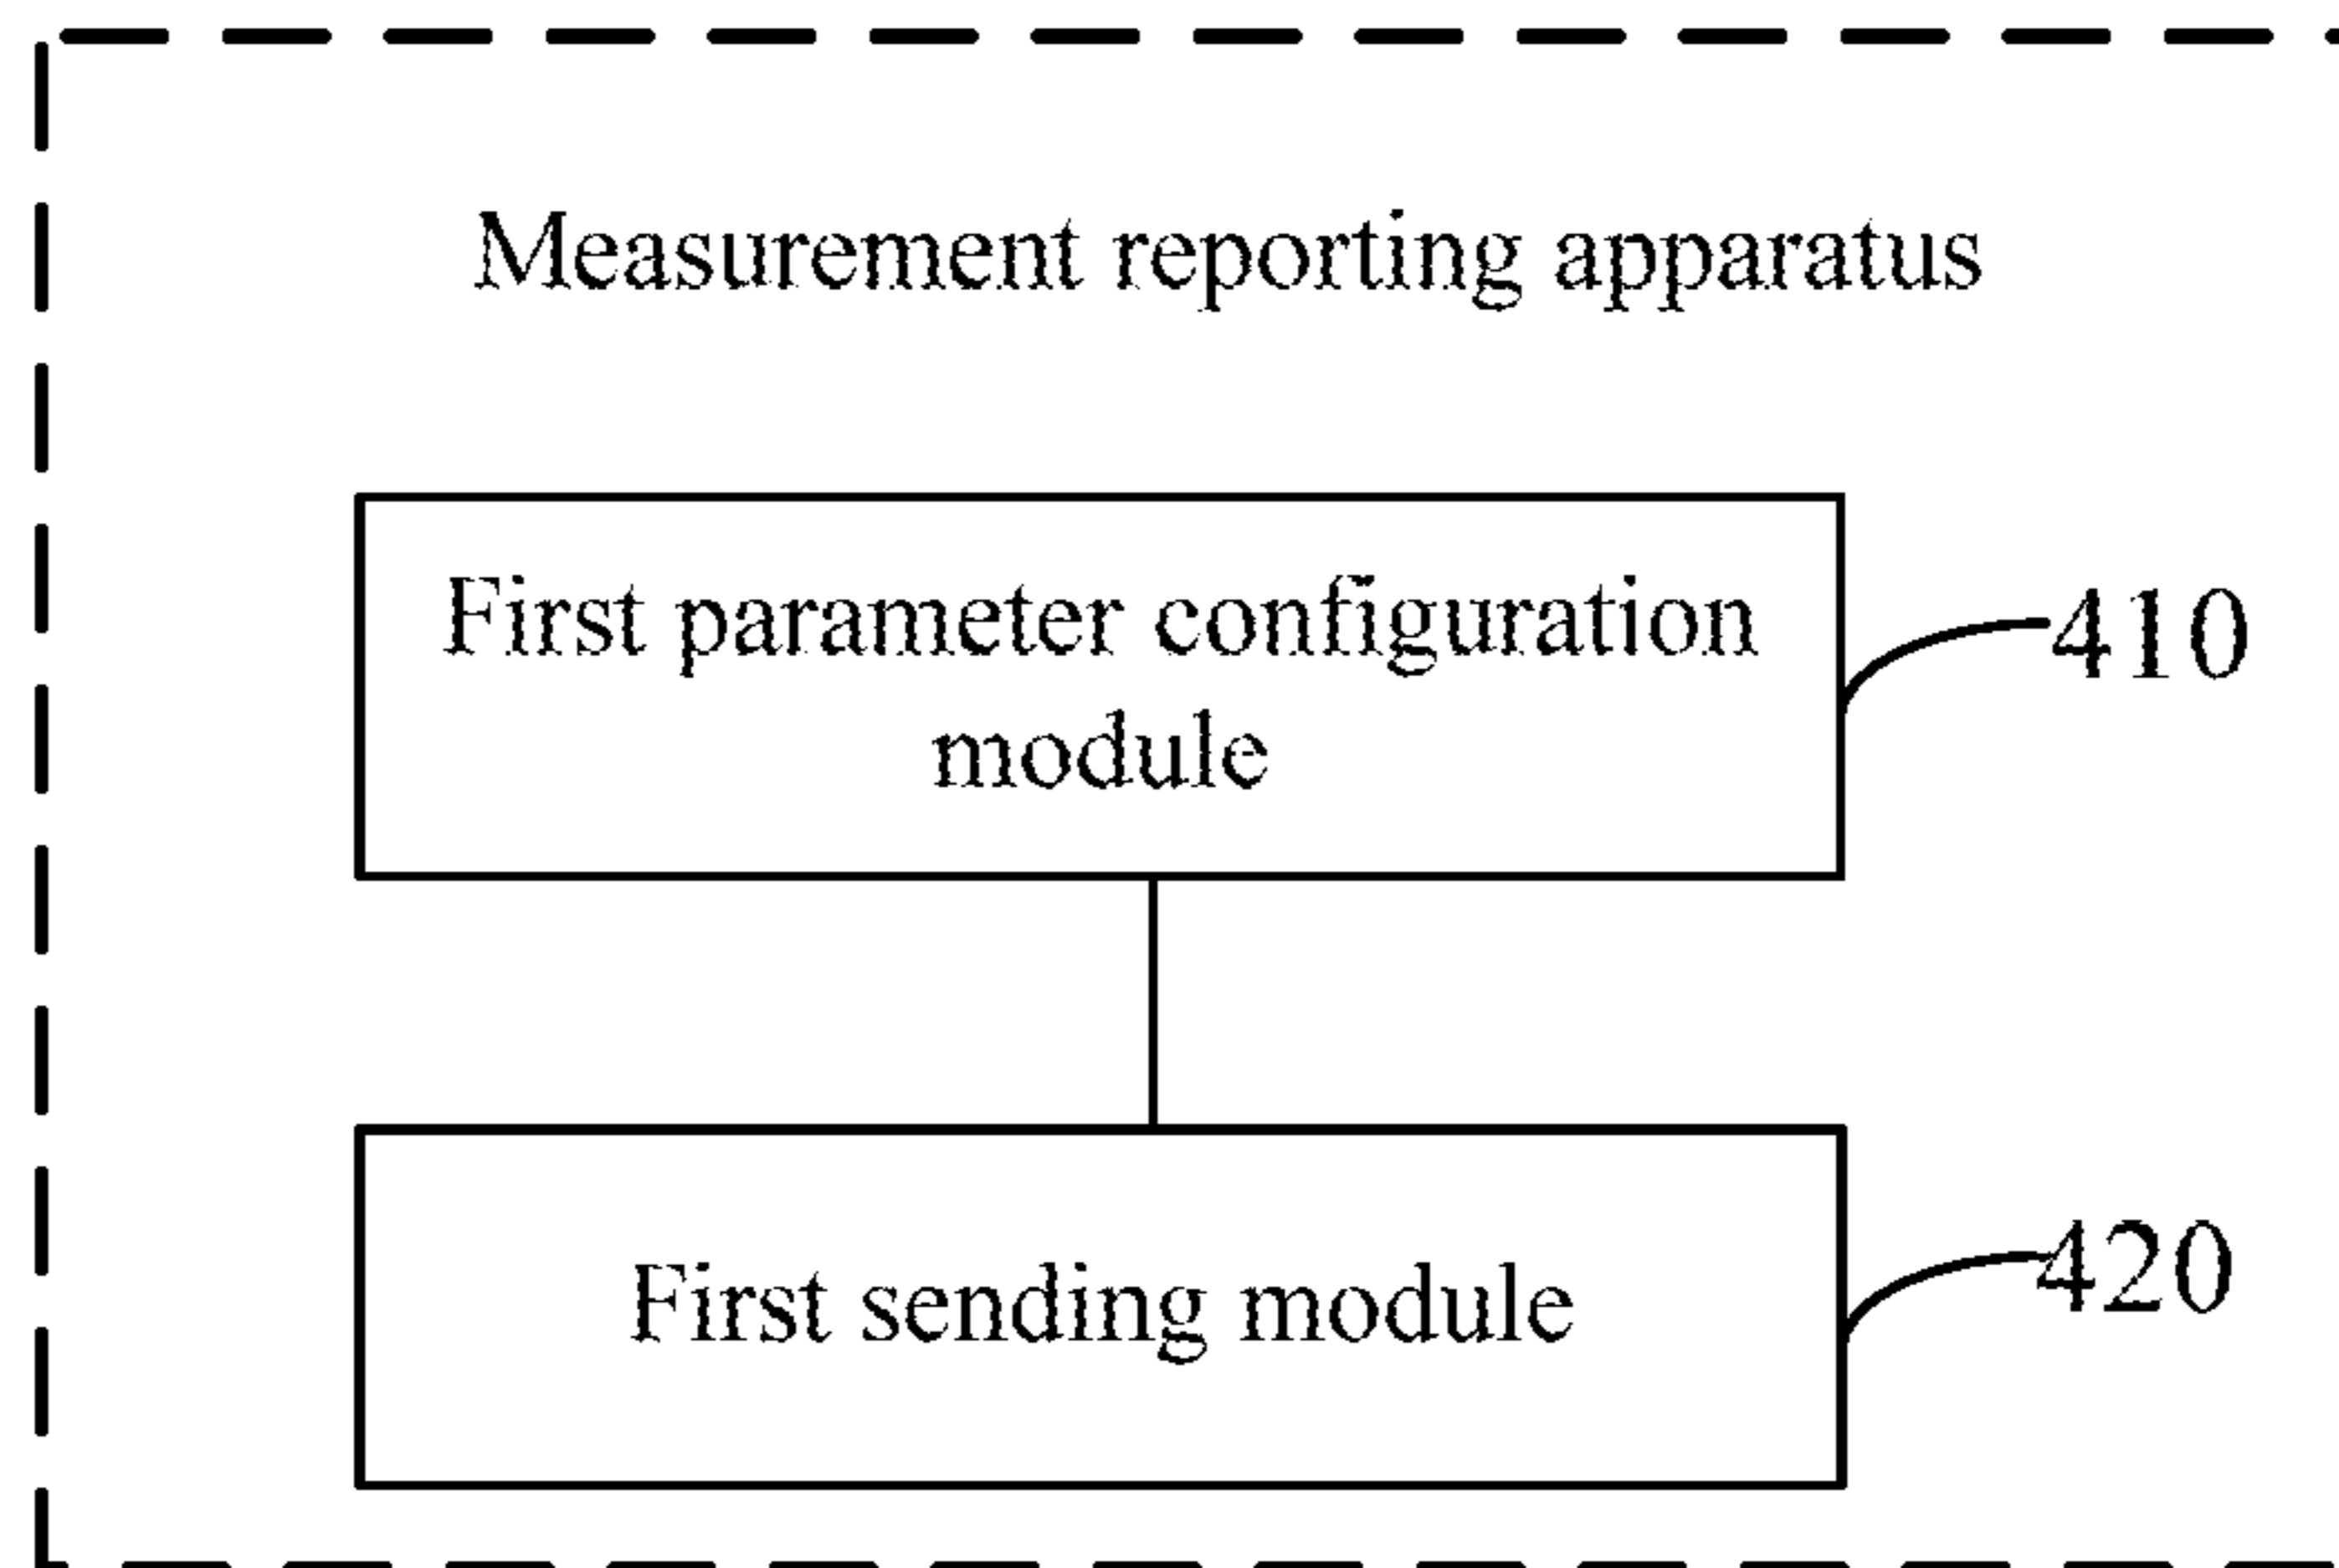 Measurement reporting apparatus
First parameter configuration
module
410
First sending module
420